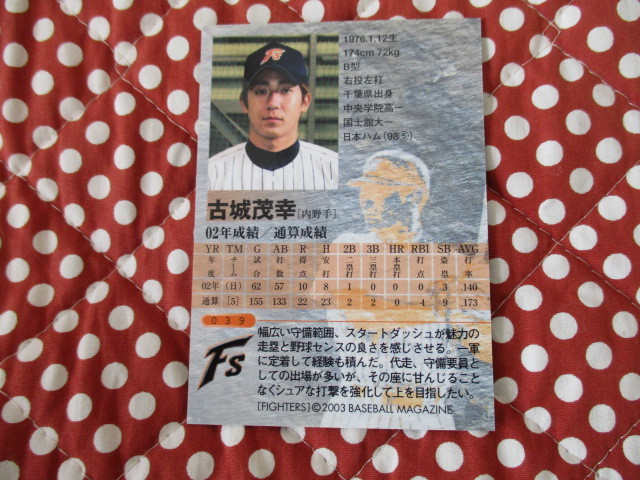 1976.1.12生
174cm 72kg
B型
右投左打
千葉県出身
中央学院高－
国士舘大－
日本ハム('98⑤)
Fs
古城茂幸[内野手]
02年成績／通算成績
YR TM G AB R H 2B 3B HR RBI SB AVG
年度 チーム 試合 打数 得点 安打 二塁打 三塁打 本塁打 打点 盗塁 打率
02年 (日) 62 57 10 8 1 0 0 0 3 .140
通算 [5] 155 133 22 23 2 2 0 4 9 .173
039
Fs
幅広い守備範囲、スタートダッシュが魅力の
走塁と野球センスの良さを感じさせる。一軍
に定着して経験も積んだ。代走、守備要員と
しての出場が多いが、その座に甘んじること
なくシュアな打撃を強化して上を目指したい。
[FIGHTERS]©2003 BASEBALL MAGAZINE